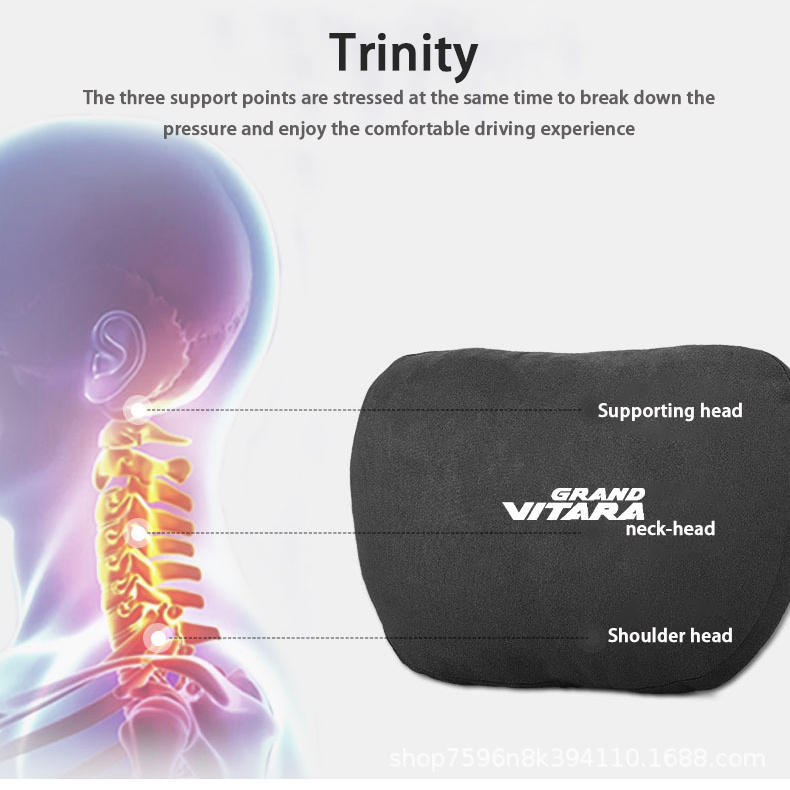 Trinity
The three support points are stressed at the same time to break down the
pressure and enjoy the comfortable driving experience
Supporting head
GRAND
VITARA
neck-head
Shoulder head
shop7596n8k394110.1688.com